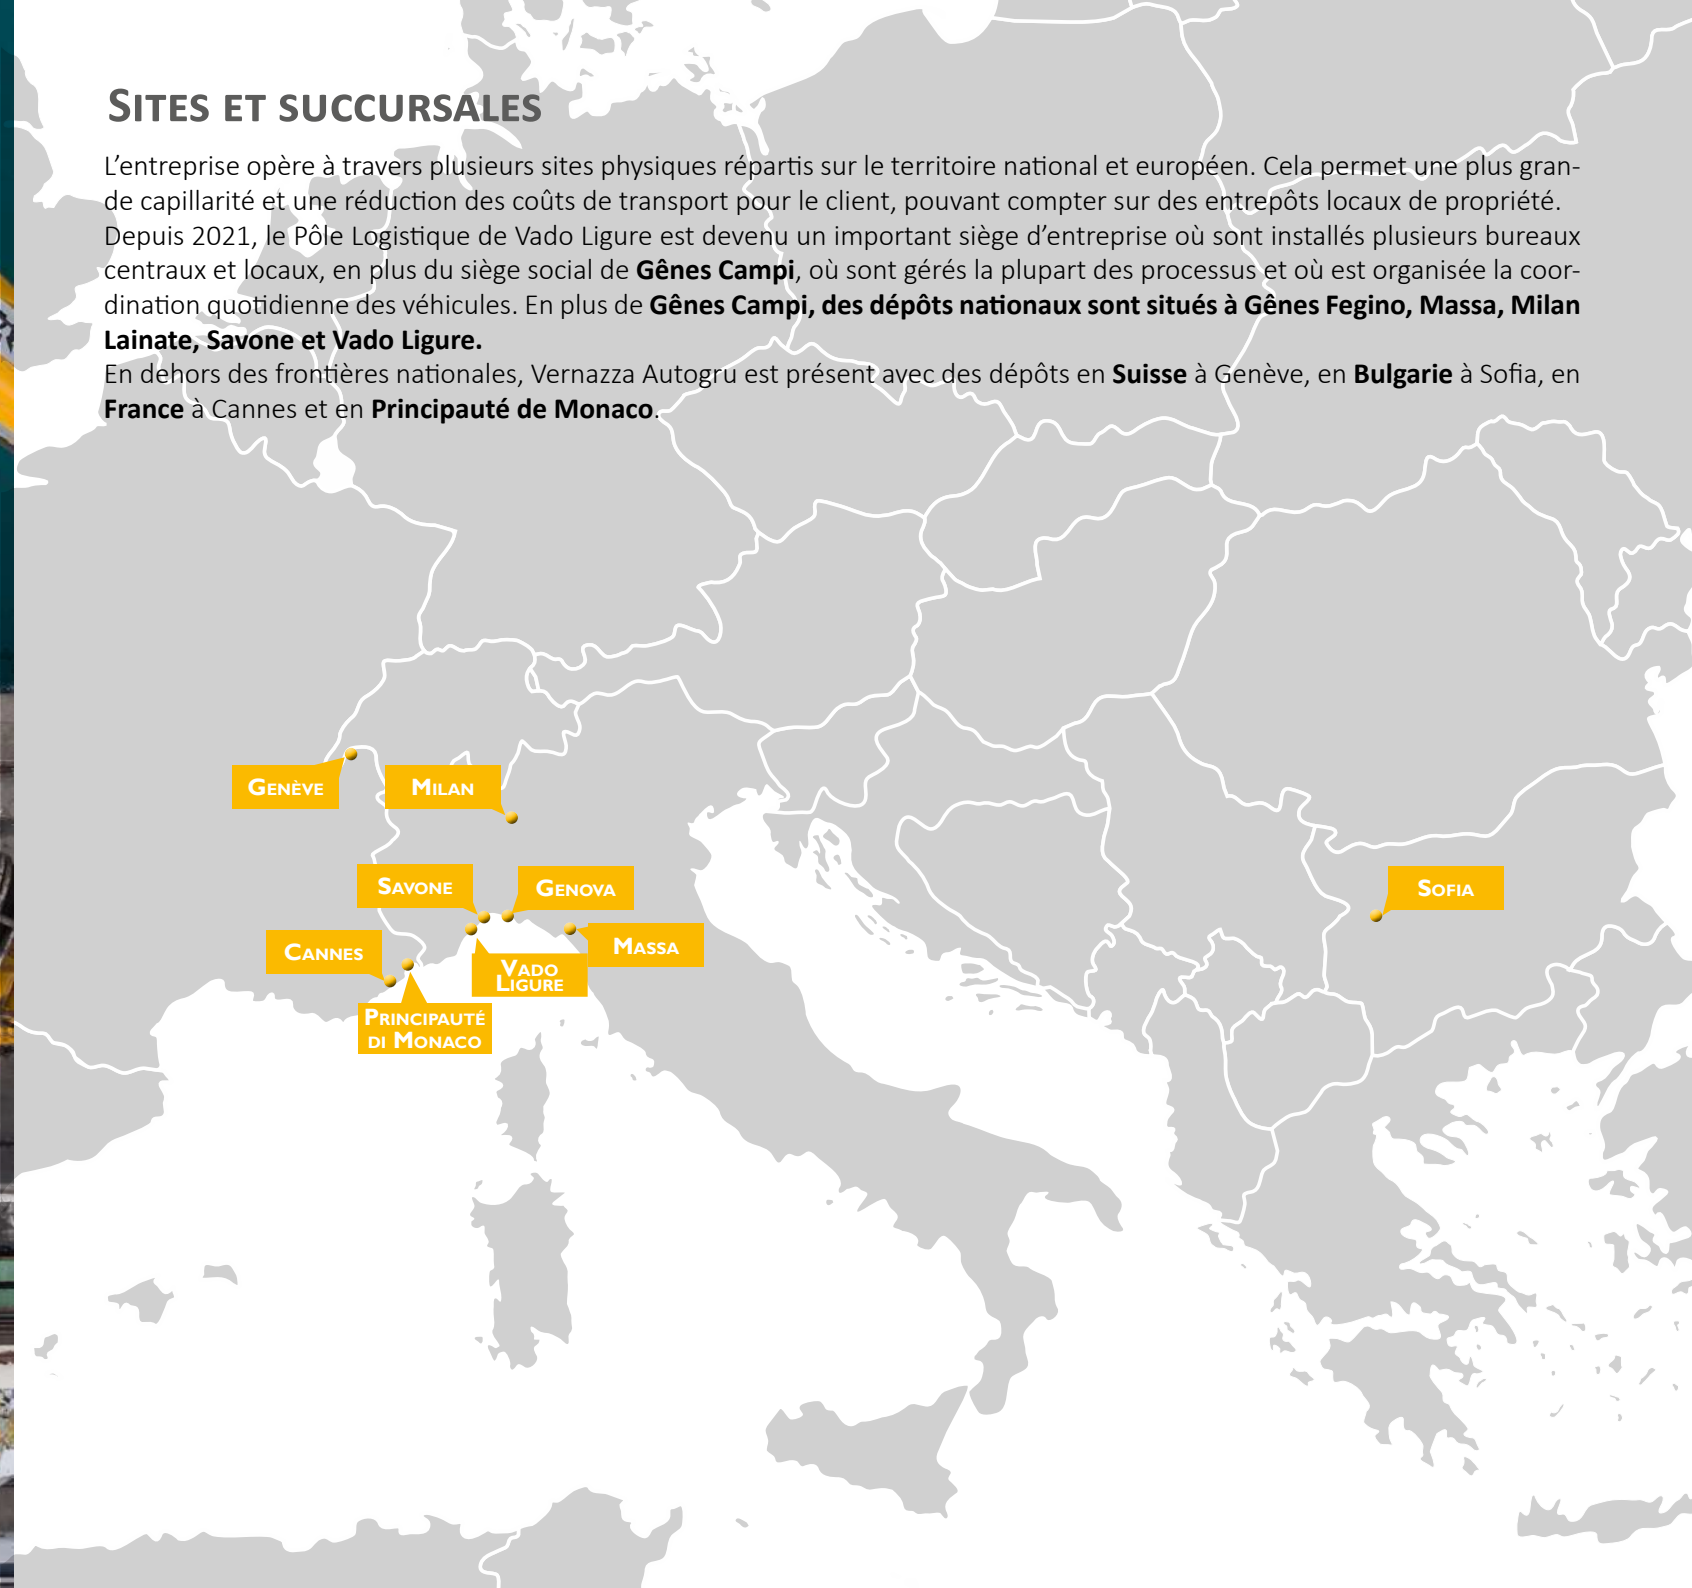 Sites et succursales
L’entreprise opère à travers plusieurs sites physiques répartis sur le territoire national et européen. Cela permet une plus gran-
de capillarité et une réduction des coûts de transport pour le client, pouvant compter sur des entrepôts locaux de propriété.
Depuis 2021, le Pôle Logistique de Vado Ligure est devenu un important siège d’entreprise où sont installés plusieurs bureaux
centraux et locaux, en plus du siège social de Gênes Campi, où sont gérés la plupart des processus et où est organisée la coor-
dination quotidienne des véhicules. En plus de Gênes Campi, des dépôts nationaux sont situés à Gênes Fegino, Massa, Milan
Lainate, Savone et Vado Ligure.
En dehors des frontières nationales, Vernazza Autogru est présent avec des dépôts en Suisse à Genève, en Bulgarie à Sofia, en
France à Cannes et en Principauté de Monaco.
Genève
Milan
Savone
Genova
Sofia
Cannes
Massa
Vado
Ligure
Principauté
di Monaco